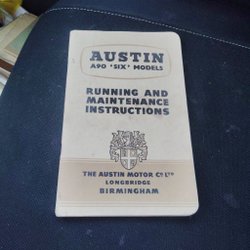 AUSTIN
A90 'SIX' MODELS
RUNNING AND
MAINTENANCE
INSTRUCTIONS
THE AUSTIN MOTOR Co LTD
LONGBRIDGE
BIRMINGHAM